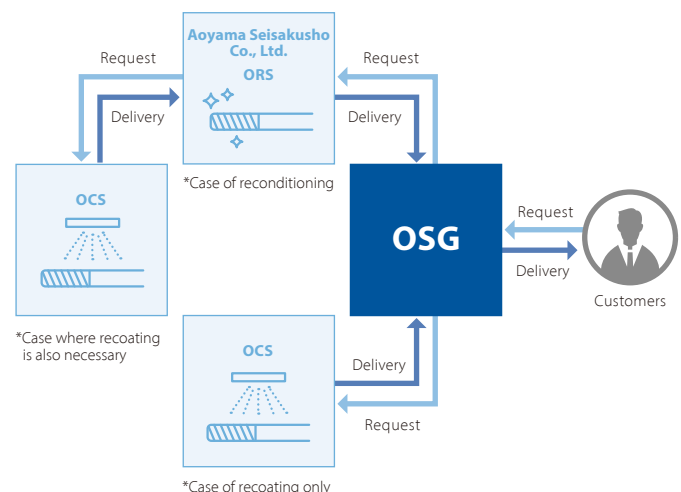 Aoyama Seisakusho
Co., Ltd.
ORS
Request
Request
Delivery
Delivery
*Case of reconditioning
OCS
OSG
Request
Delivery
Customers
*Case where recoating
is also necessary
OCS
Delivery
Request
*Case of recoating only